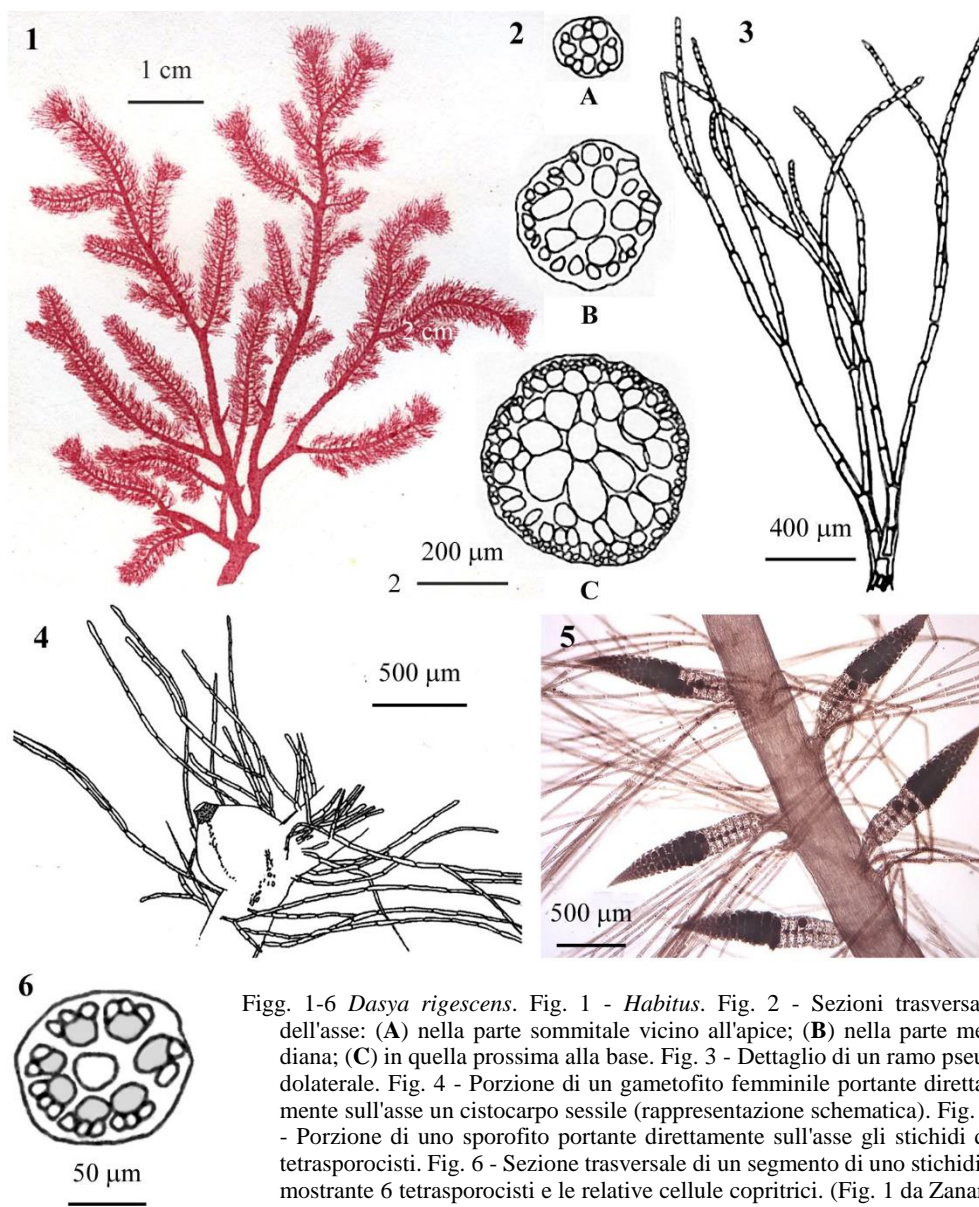 1
1 cm
2
A
3
B
2 cm
C
200 µm
2
400 µm
4
500 µm
5
500 µm
6
50 µm
Figg. 1-6 Dasya rigescens. Fig. 1 - Habitus. Fig. 2 - Sezioni trasversa
dell'asse: (A) nella parte sommitale vicino all'apice; (B) nella parte me
diana; (C) in quella prossima alla base. Fig. 3 - Dettaglio di un ramo pseu
dolaterale. Fig. 4 - Porzione di un gametofito femminile portante diretta
mente sull'asse un cistocarpo sessile (rappresentazione schematica). Fig.
- Porzione di uno sporofito portante direttamente sull'asse gli stichidi
tetrasporocisti. Fig. 6 - Sezione trasversale di un segmento di uno stichidi
mostrante 6 tetrasporocisti e le relative cellule copritrici. (Fig. 1 da Zanar